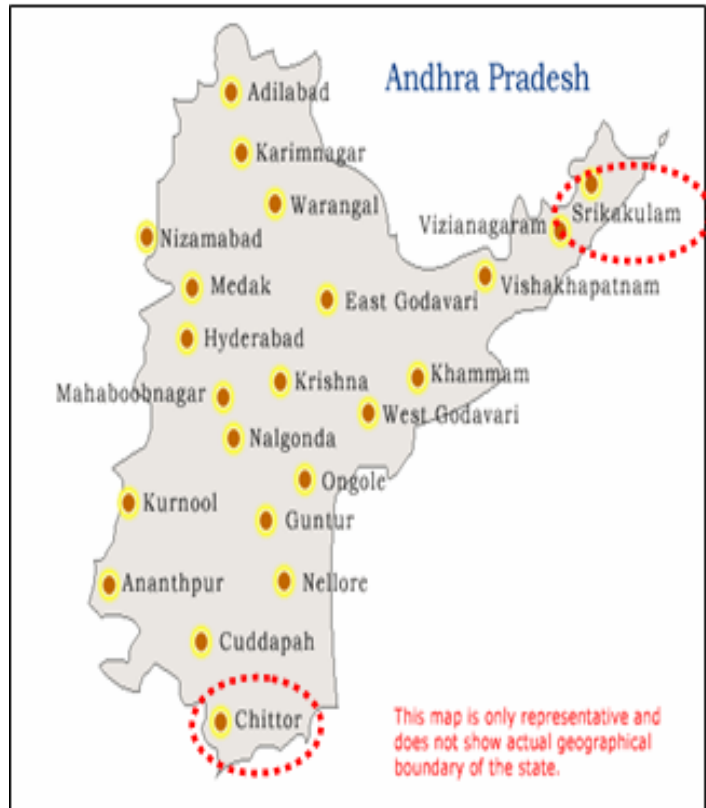 Andhra Pradesh
Adilabad
Karimnagar
Warangal
Srikakulam
Vizianagaram
Nizamabad
Vishakhapatnam
Medak
East Godavari
Hyderabad
Khammam
Krishna
Mahaboobnagar
West Godavari
Nalgonda
Ongole
Kurnool
Guntur
Ananthpur
Nellore
Cuddapah
Chittor
This map is only representative and
does not show actual geographical
boundary of the state.